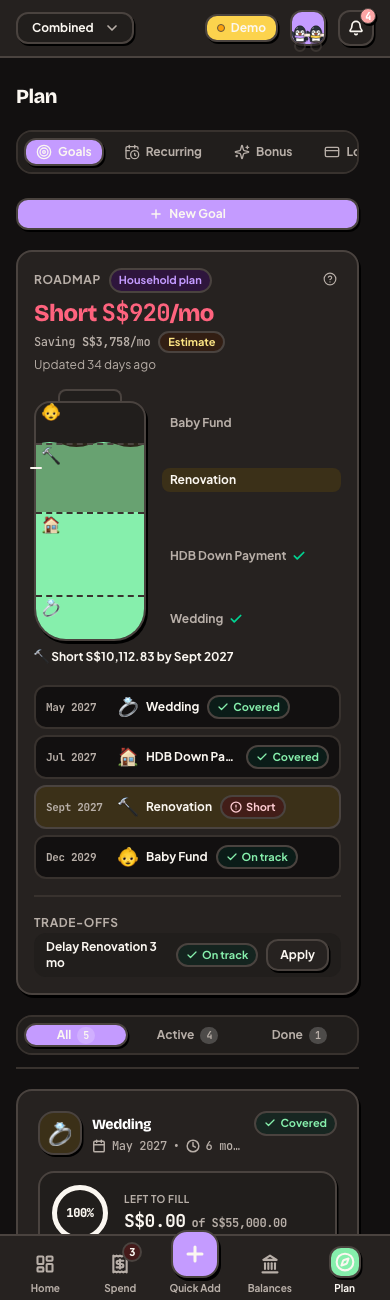 Combined
Demo
4
Plan
Goals
Recurring
Bonus
Lo
+ New Goal
ROADMAP
Household plan
Short S$920/mo
Saving S$3,758/mo
Estimate
Updated 34 days ago
Baby Fund
Renovation
HDB Down Payment
Wedding
Short S$10,112.83 by Sept 2027
May 2027 Wedding Covered
Jul 2027 HDB Down Pa… Covered
Sept 2027 Renovation Short
Dec 2029 Baby Fund On track
TRADE-OFFS
Delay Renovation 3 mo
On track
Apply
All 5
Active 4
Done 1
Wedding
Covered
May 2027 • 6 mo…
100%
LEFT TO FILL
S$0.00 of S$55,000.00
3
Home
Spend
Quick Add
Balances
Plan